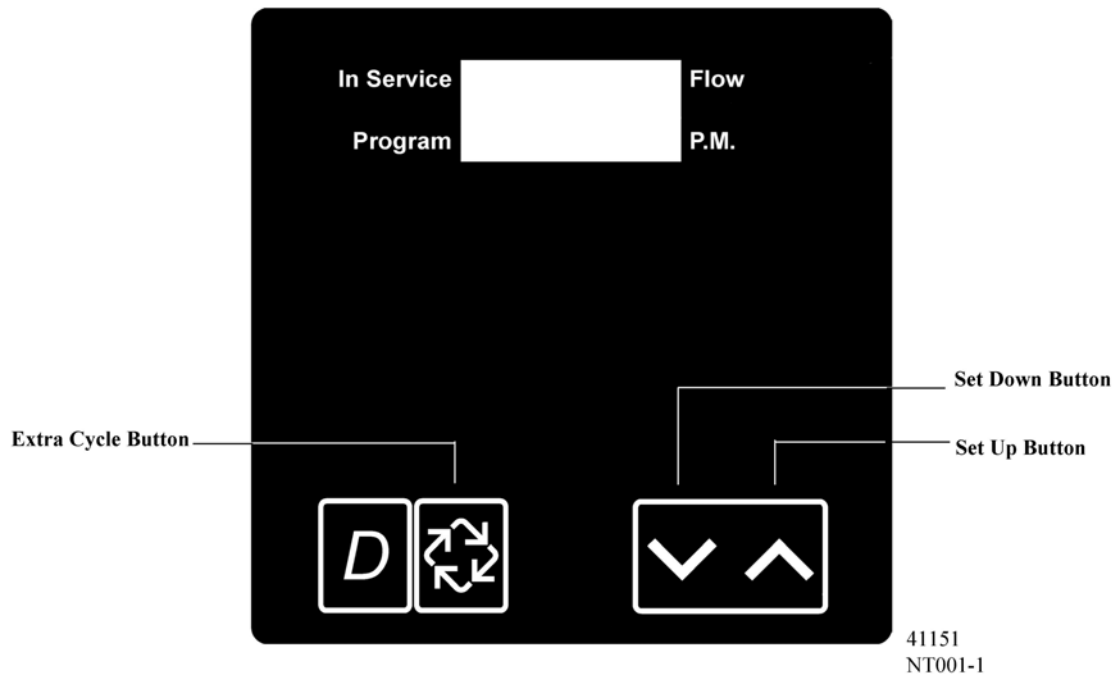 In Service
Flow
Program
P.M.
Set Down Button
Extra Cycle Button
Set Up Button
D
41151
NT001-1